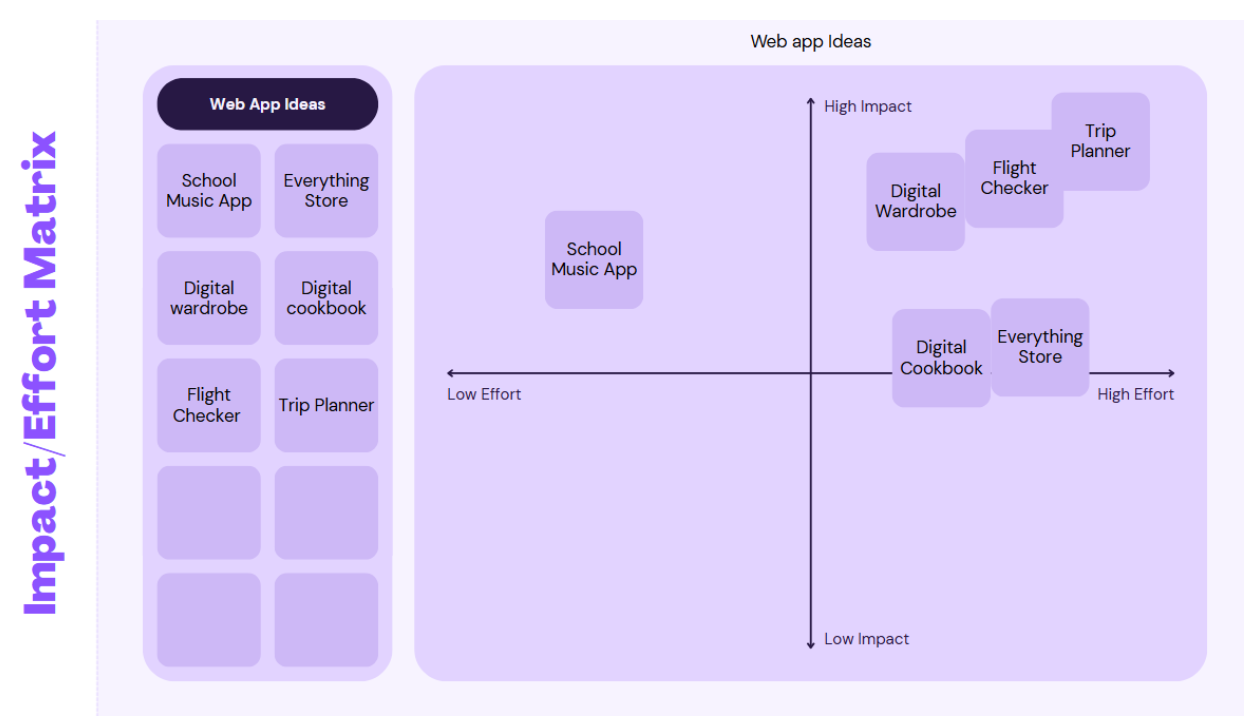 Impact/Effort Matrix
Web app Ideas
Web App Ideas
School
Music App
Everything
Store
Digital
wardrobe
Digital
cookbook
Flight
Checker
Trip Planner
High Impact
Trip
Planner
Flight
Checker
Digital
Wardrobe
School
Music App
Digital
Cookbook
Everything
Store
Low Effort
High Effort
Low Impact